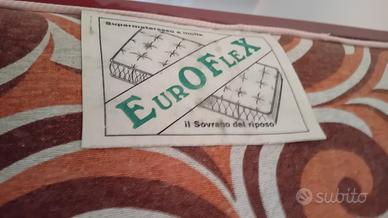 Supermaterasso a molle
EUROFLEX
il Sovrano del riposo
subito